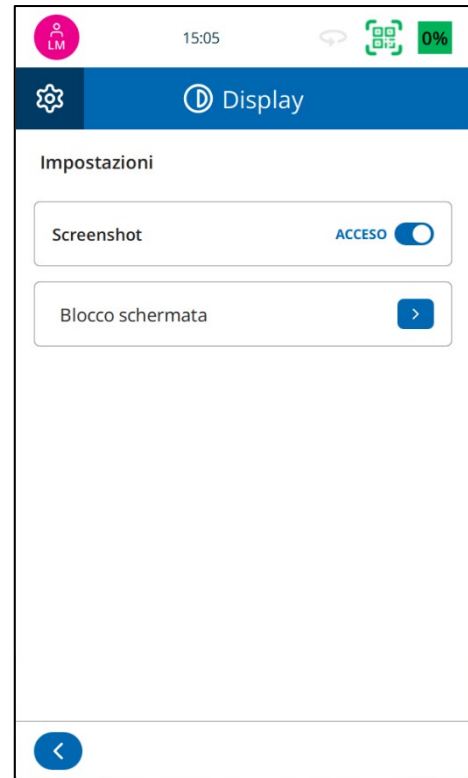 LM
15:05
0%
Display
Impostazioni
Screenshot ACCESO
Blocco schermata